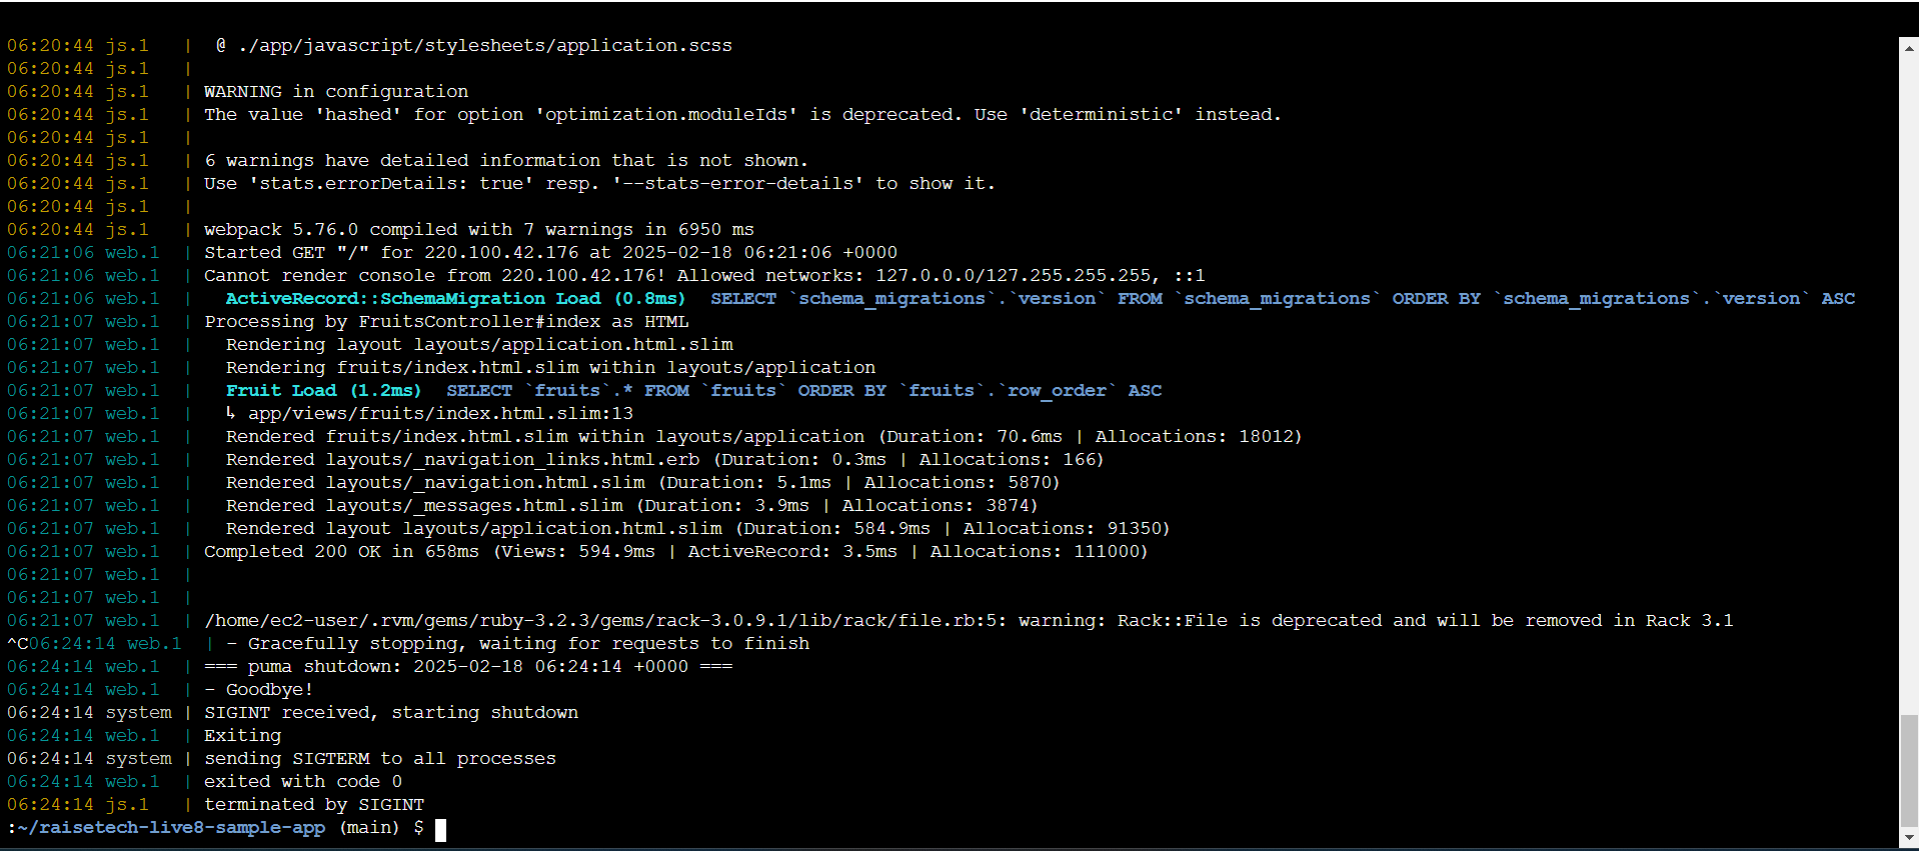 06:20:44 js.1   |  @ ./app/javascript/stylesheets/application.scss
06:20:44 js.1   |
06:20:44 js.1   | WARNING in configuration
06:20:44 js.1   | The value 'hashed' for option 'optimization.moduleIds' is deprecated. Use 'deterministic' instead.
06:20:44 js.1   |
06:20:44 js.1   | 6 warnings have detailed information that is not shown.
06:20:44 js.1   | Use 'stats.errorDetails: true' resp. '--stats-error-details' to show it.
06:20:44 js.1   |
06:20:44 js.1   | webpack 5.76.0 compiled with 7 warnings in 6950 ms
06:21:06 web.1  | Started GET "/" for 220.100.42.176 at 2025-02-18 06:21:06 +0000
06:21:06 web.1  | Cannot render console from 220.100.42.176! Allowed networks: 127.0.0.0/127.255.255.255, ::1
06:21:06 web.1  |   ActiveRecord::SchemaMigration Load (0.8ms)  SELECT `schema_migrations`.`version` FROM `schema_migrations` ORDER BY `schema_migrations`.`version` ASC
06:21:07 web.1  | Processing by FruitsController#index as HTML
06:21:07 web.1  |   Rendering layout layouts/application.html.slim
06:21:07 web.1  |   Rendering fruits/index.html.slim within layouts/application
06:21:07 web.1  |   Fruit Load (1.2ms)  SELECT `fruits`.* FROM `fruits` ORDER BY `fruits`.`row_order` ASC
06:21:07 web.1  |   ↳ app/views/fruits/index.html.slim:13
06:21:07 web.1  |   Rendered fruits/index.html.slim within layouts/application (Duration: 70.6ms | Allocations: 18012)
06:21:07 web.1  |   Rendered layouts/_navigation_links.html.erb (Duration: 0.3ms | Allocations: 166)
06:21:07 web.1  |   Rendered layouts/_navigation.html.slim (Duration: 5.1ms | Allocations: 5870)
06:21:07 web.1  |   Rendered layouts/_messages.html.slim (Duration: 3.9ms | Allocations: 3874)
06:21:07 web.1  |   Rendered layout layouts/application.html.slim (Duration: 584.9ms | Allocations: 91350)
06:21:07 web.1  | Completed 200 OK in 658ms (Views: 594.9ms | ActiveRecord: 3.5ms | Allocations: 111000)
06:21:07 web.1  |
06:21:07 web.1  |
06:21:07 web.1  | /home/ec2-user/.rvm/gems/ruby-3.2.3/gems/rack-3.0.9.1/lib/rack/file.rb:5: warning: Rack::File is deprecated and will be removed in Rack 3.1
^C06:24:14 web.1  | - Gracefully stopping, waiting for requests to finish
06:24:14 web.1  | === puma shutdown: 2025-02-18 06:24:14 +0000 ===
06:24:14 web.1  | - Goodbye!
06:24:14 system | SIGINT received, starting shutdown
06:24:14 web.1  | Exiting
06:24:14 system | sending SIGTERM to all processes
06:24:14 web.1  | exited with code 0
06:24:14 js.1   | terminated by SIGINT
:~/raisetech-live8-sample-app (main) $